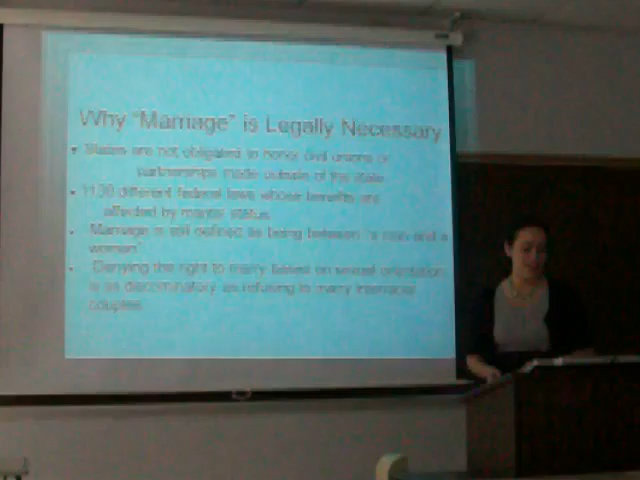 Why "Marriage" is Legally Necessary
• States are not obligated to honor civil unions or
partnerships made outside of the state
• 1138 different federal laws whose benefits are
affected by marital status
• Marriage is still defined as being between "a man and a
woman"
• Denying the right to marry based on sexual orientation
is as discriminatory as refusing to marry interracial
couples